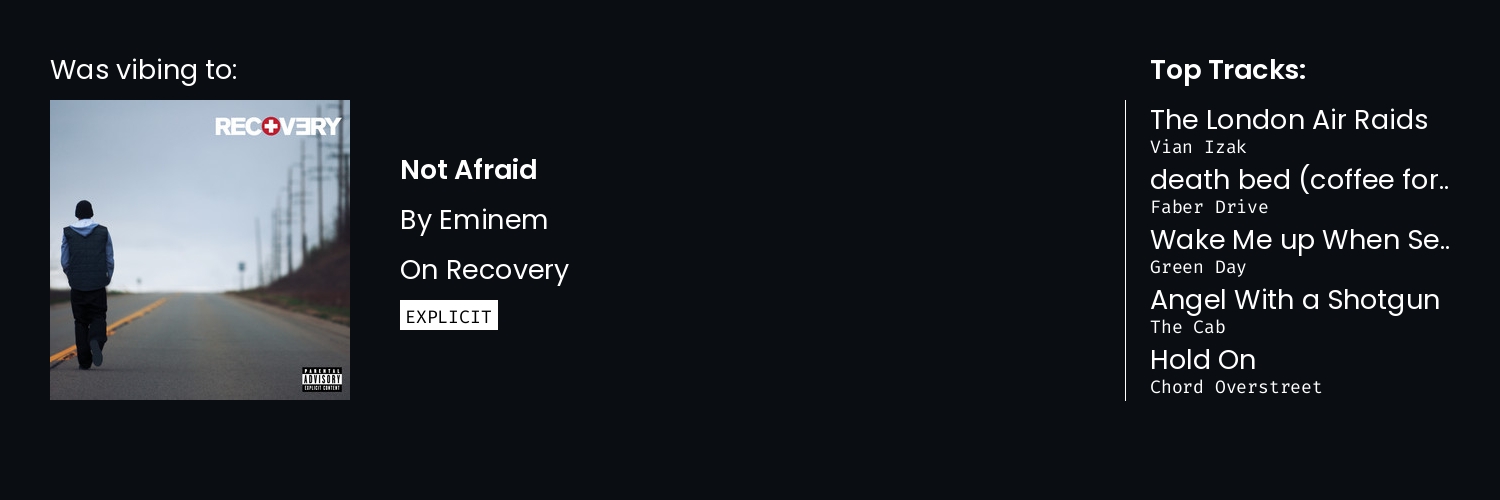 Was vibing to:
RECOVERY
PARENTAL
ADVISORY
EXPLICIT CONTENT
Not Afraid
By Eminem
On Recovery
EXPLICIT
Top Tracks:
The London Air Raids
Vian Izak
death bed (coffee for..
Faber Drive
Wake Me up When Se..
Green Day
Angel With a Shotgun
The Cab
Hold On
Chord Overstreet